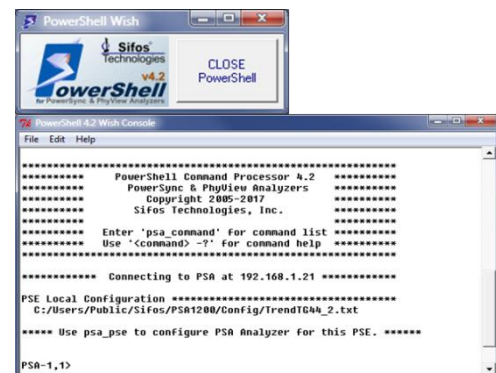 PowerShell Wish
Sifos
Technologies
v4.2
PowerShell
for PowerSync & PhyView Analyzers
CLOSE
PowerShell
PowerShell 4.2 Wish Console
File Edit Help
*****************************************************************
********** PowerShell Command Processor 4.2 **********
********** PowerSync & PhyView Analyzers **********
********** Copyright 2005-2017 **********
********** Sifos Technologies, Inc. **********
********** **********
********** Enter 'psa_command' for command list **********
********** Use '<command> -?' for command help **********
*****************************************************************
************ Connecting to PSA at 192.168.1.21 ************
PSE Local Configuration ***************************************
C:/Users/Public/Sifos/PSA1200/Config/TrendTG44_2.txt
***** Use psa_pse to configure PSA Analyzer for this PSE. ******
PSA-1,1>